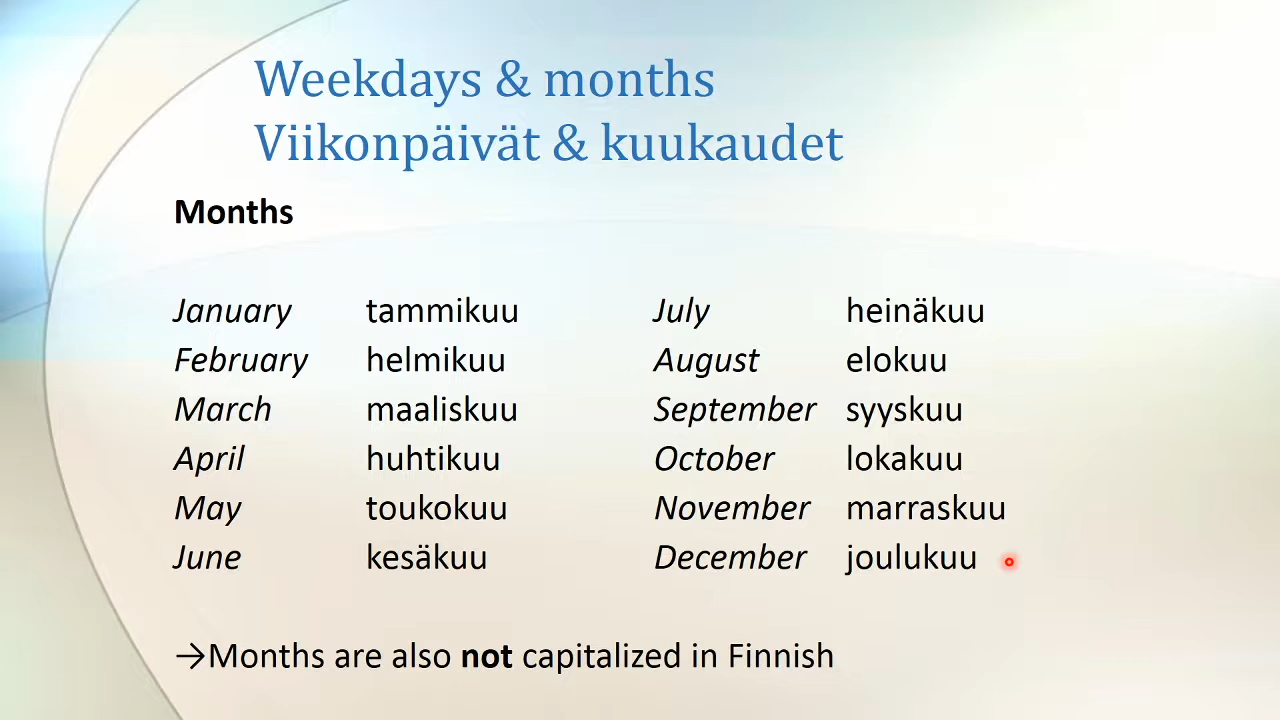 Weekdays & months
Viikonpäivät & kuukaudet
Months
January tammikuu July heinäkuu
February helmikuu August elokuu
March maaliskuu September syyskuu
April huhtikuu October lokakuu
May toukokuu November marraskuu
June kesäkuu December joulukuu
→Months are also not capitalized in Finnish